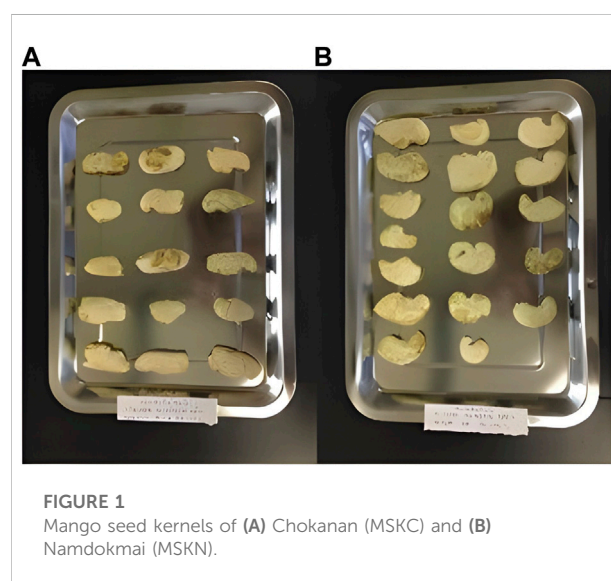 A
B
FIGURE 1
Mango seed kernels of (A) Chokanan (MSKC) and (B)
Namdokmai (MSKN).